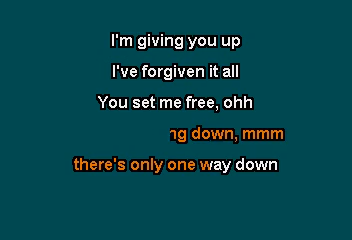 I'm giving you up
I've forgiven it all
You set me free, ohh
down, mmm
there's only one way down